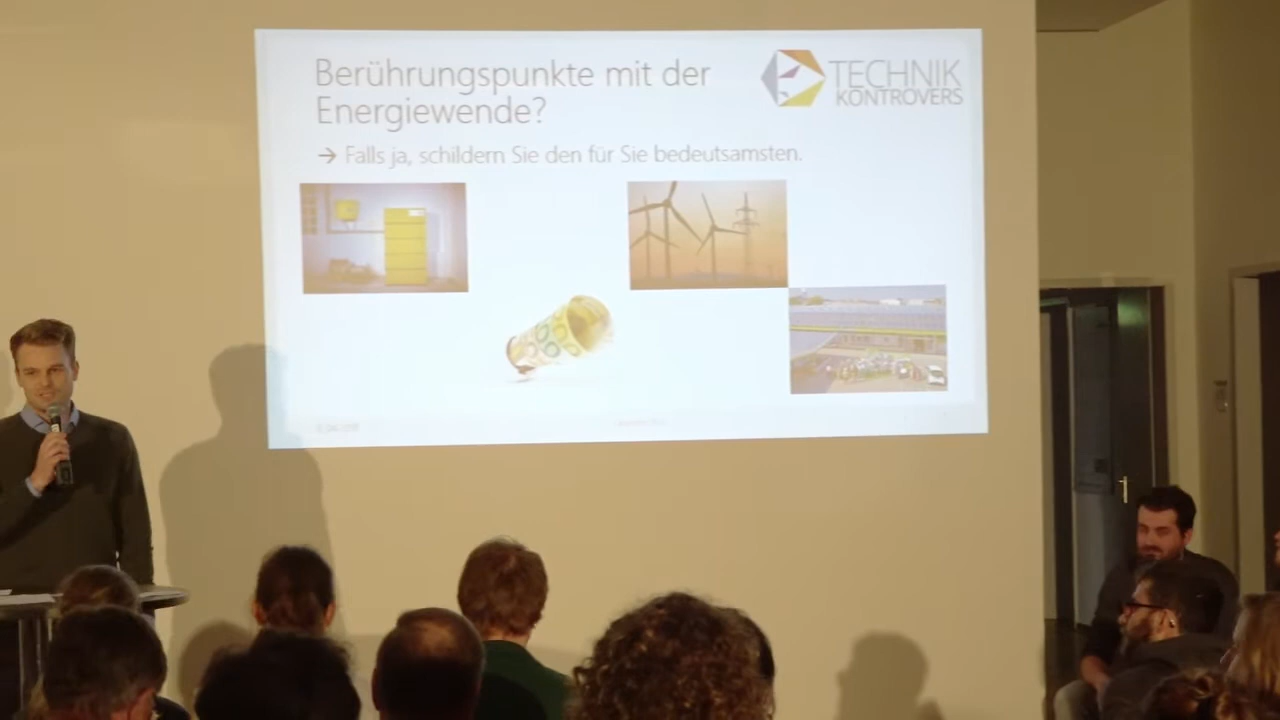 Berührungspunkte mit der
Energiewende?
→ Falls ja, schildern Sie den für Sie bedeutsamsten.
TECHNIK
KONTROVERS